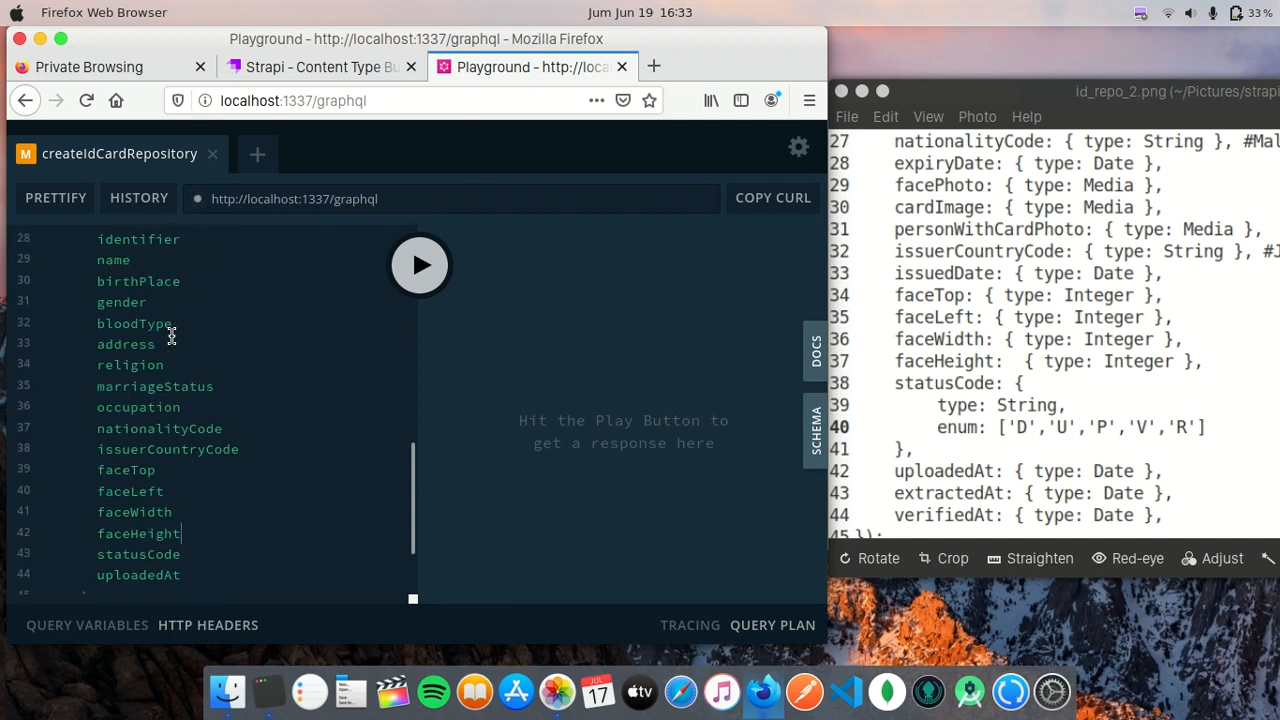 Firefox Web Browser
Jum Jun 19 16:33
33%
Playground - http://localhost:1337/graphql - Mozilla Firefox
Private Browsing
Strapi - Content Type Bu
Playground - http://loca
localhost:1337/graphql
createIdCardRepository
PRETTIFY
HISTORY
http://localhost:1337/graphql
COPY CURL
28 identifier
29 name
30 birthPlace
31 gender
32 bloodType
33 address
34 religion
35 marriageStatus
36 occupation
37 nationalityCode
38 issuerCountryCode
39 faceTop
40 faceLeft
41 faceWidth
42 faceHeight
43 statusCode
44 uploadedAt
Hit the Play Button to
get a response here
DOCS
SCHEMA
QUERY VARIABLES
HTTP HEADERS
TRACING
QUERY PLAN
id_repo_2.png (~/Pictures/strapi
File Edit View Photo Help
27 nationalityCode: { type: String }, #Mal
28 expiryDate: { type: Date },
29 facePhoto: { type: Media },
30 cardImage: { type: Media },
31 personWithCardPhoto: { type: Media },
32 issuerCountryCode: { type: String }, #I
33 issuedDate: { type: Date },
34 faceTop: { type: Integer },
35 faceLeft: { type: Integer },
36 faceWidth: { type: Integer },
37 faceHeight: { type: Integer },
38 statusCode: {
39 type: String,
40 enum: ['D','U','P','V','R']
41 },
42 uploadedAt: { type: Date },
43 extractedAt: { type: Date },
44 verifiedAt: { type: Date },
45 });
Rotate
Crop
Straighten
Red-eye
Adjust
JUL
17
tv